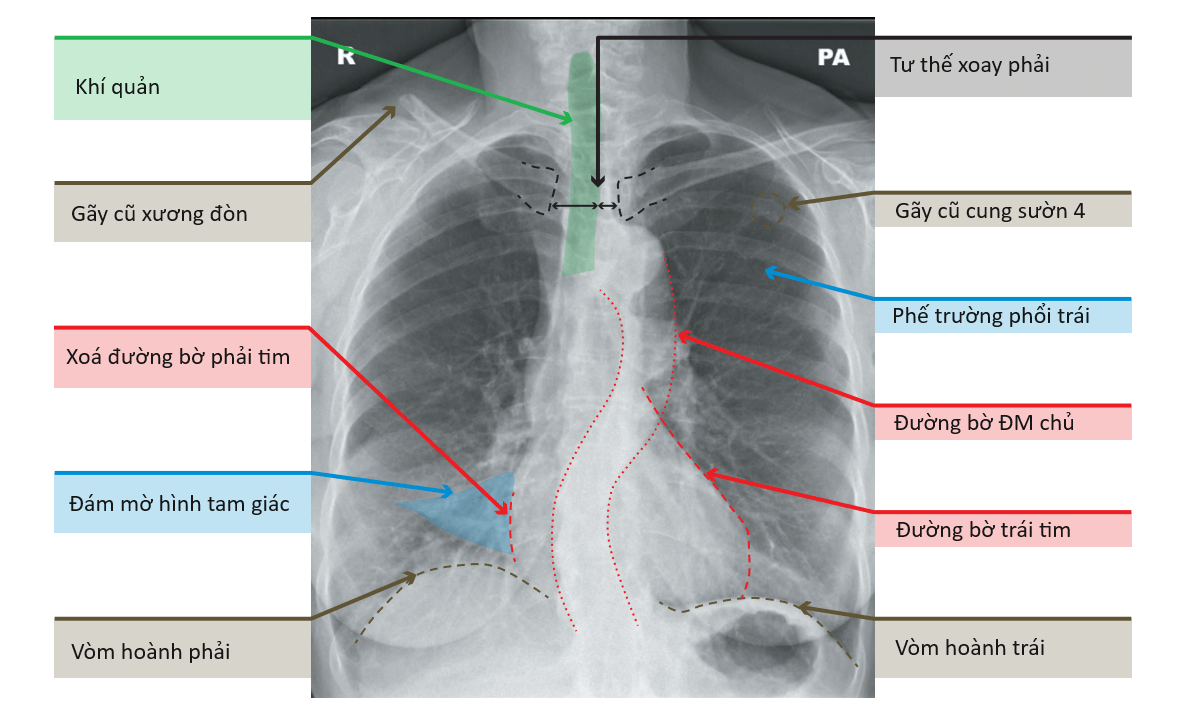 R
PA
Khí quản
Gãy cũ xương đòn
Xoá đường bờ phải tim
Đám mờ hình tam giác
Vòm hoành phải
Tư thế xoay phải
Gãy cũ cung sườn 4
Phế trường phổi trái
Đường bờ ĐM chủ
Đường bờ trái tim
Vòm hoành trái